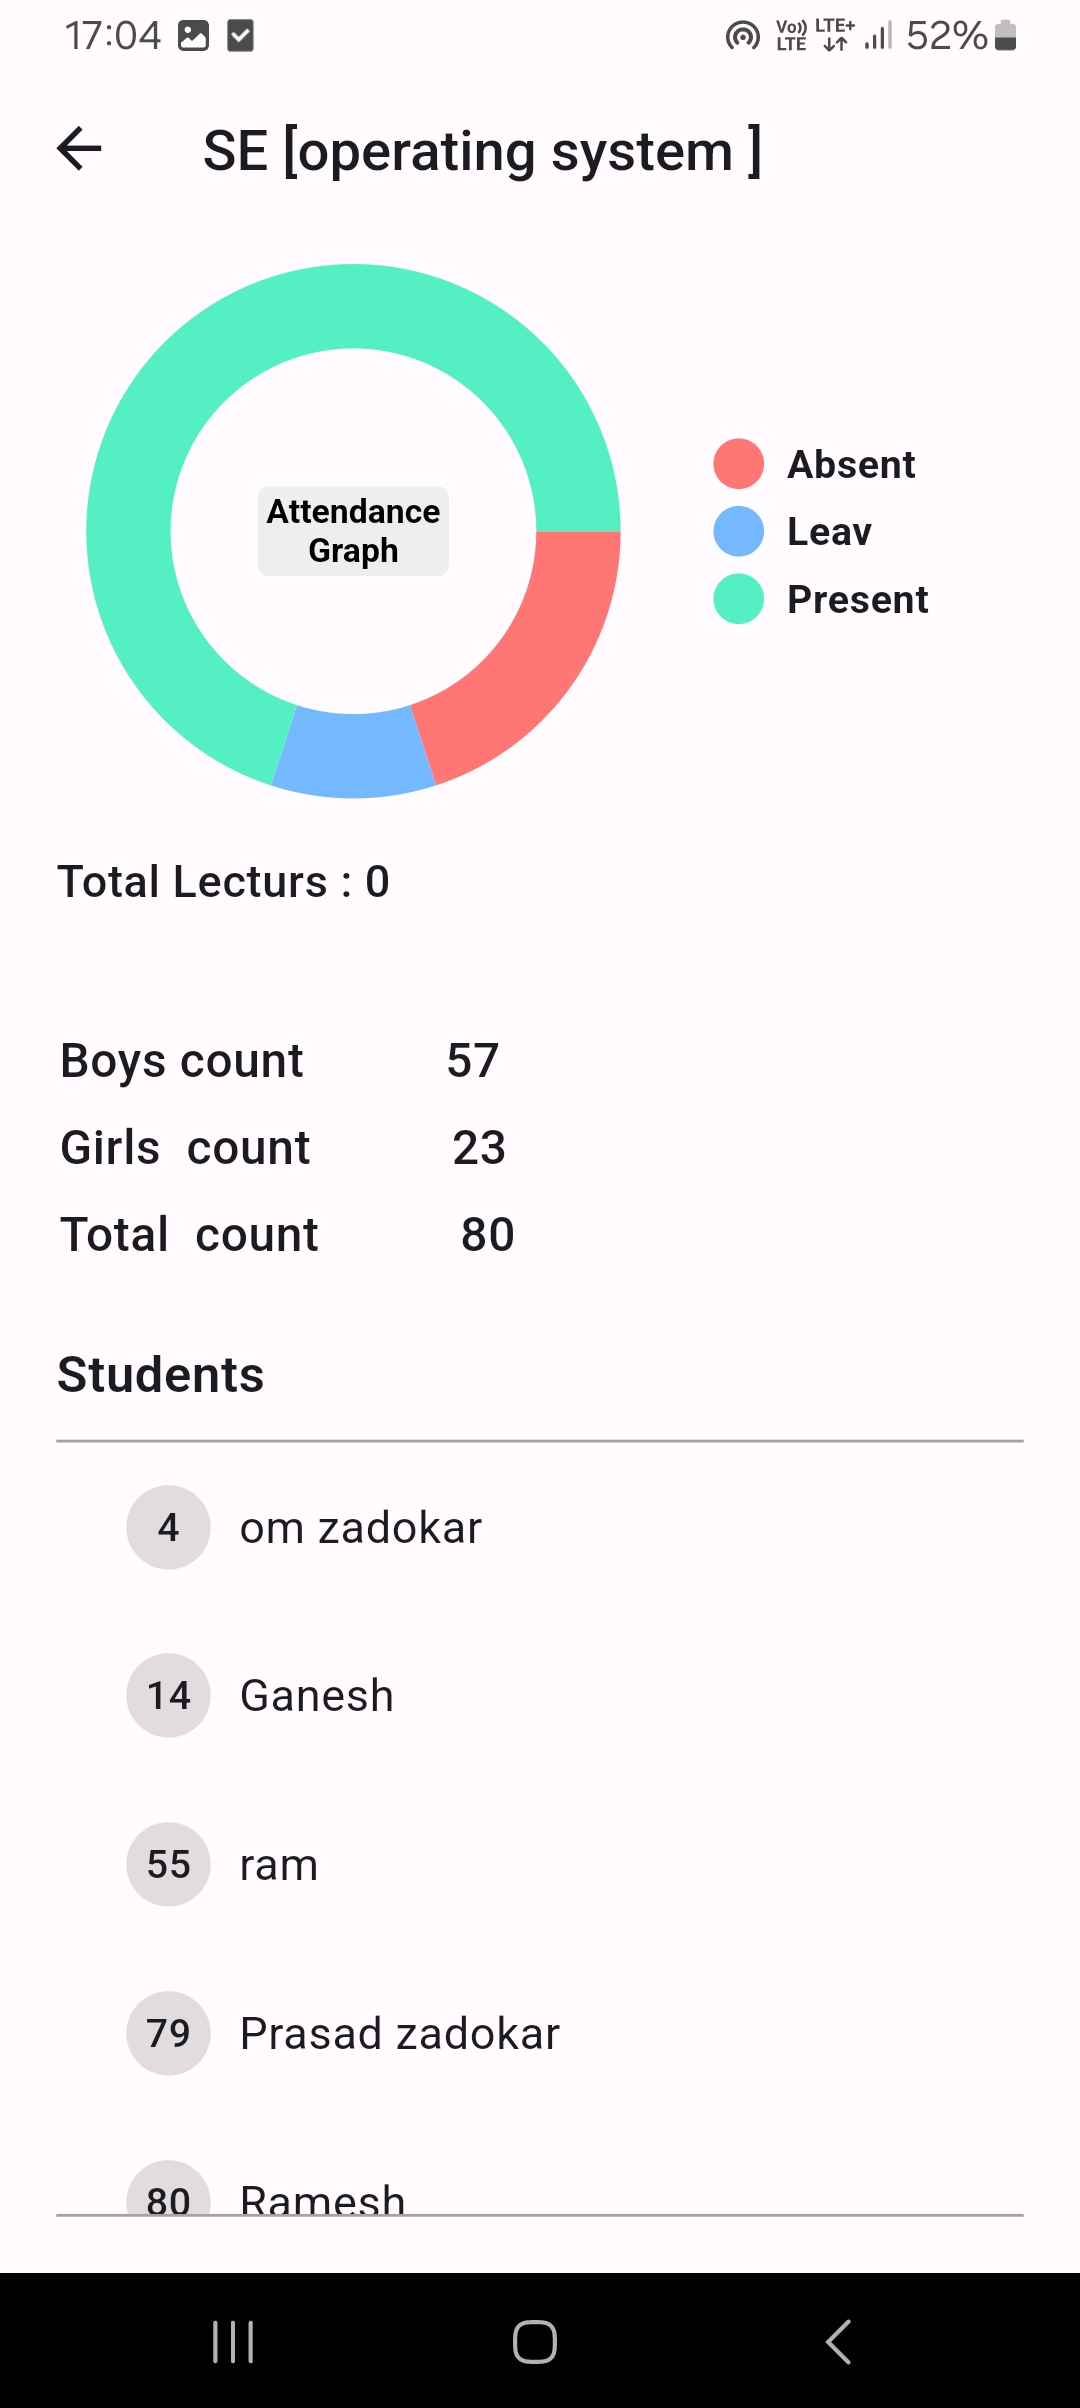 17:04
Vo)) LTE LTE+ 52%
SE [operating system ]
Attendance
Graph
Absent
Leav
Present
Total Lecturs : 0
Boys count 57
Girls count 23
Total count 80
Students
4 om zadokar
14 Ganesh
55 ram
79 Prasad zadokar
80 Ramesh